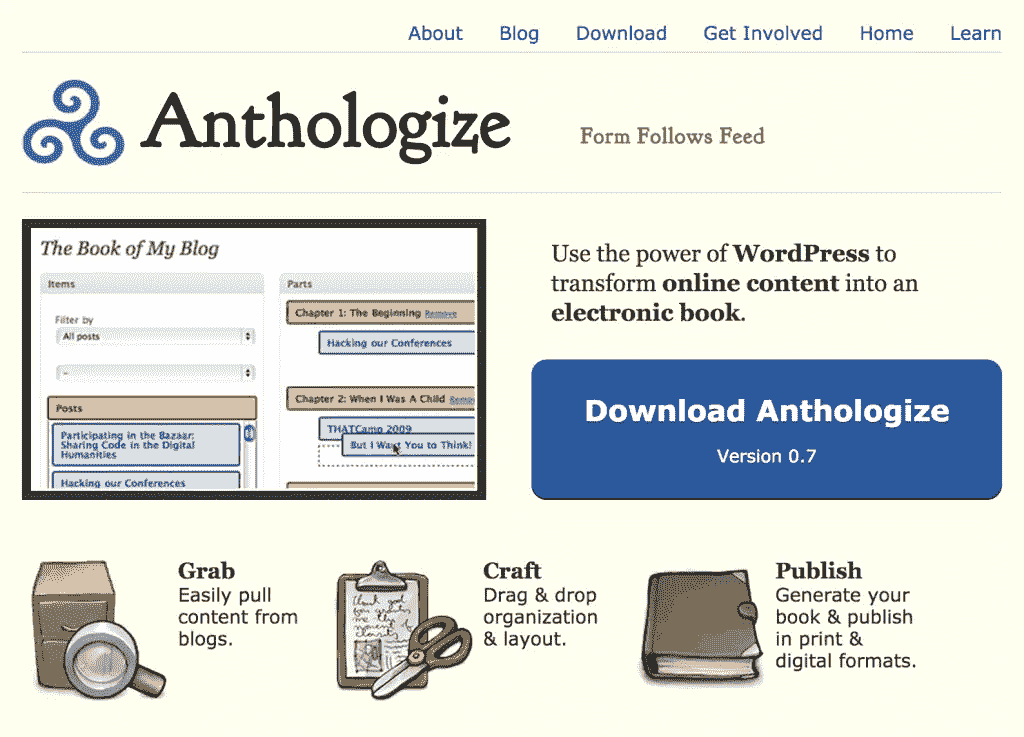 About Blog Download Get Involved Home Learn
Anthologize
Form Follows Feed
The Book of My Blog
Items
Filter by
All posts
-
Posts
Participating in the Bazaar:
Sharing Code in the Digital
Humanities
Hacking our Conferences
Parts
Chapter 1: The Beginning Remove
Hacking our Conferences
Chapter 2: When I Was A Child
THATCamp 2009
But I Want You to Think!
Use the power of WordPress to
transform online content into an
electronic book.
Download Anthologize
Version 0.7
Grab
Easily pull
content from
blogs.
Craft
Drag & drop
organization
& layout.
Publish
Generate your
book & publish
in print &
digital formats.